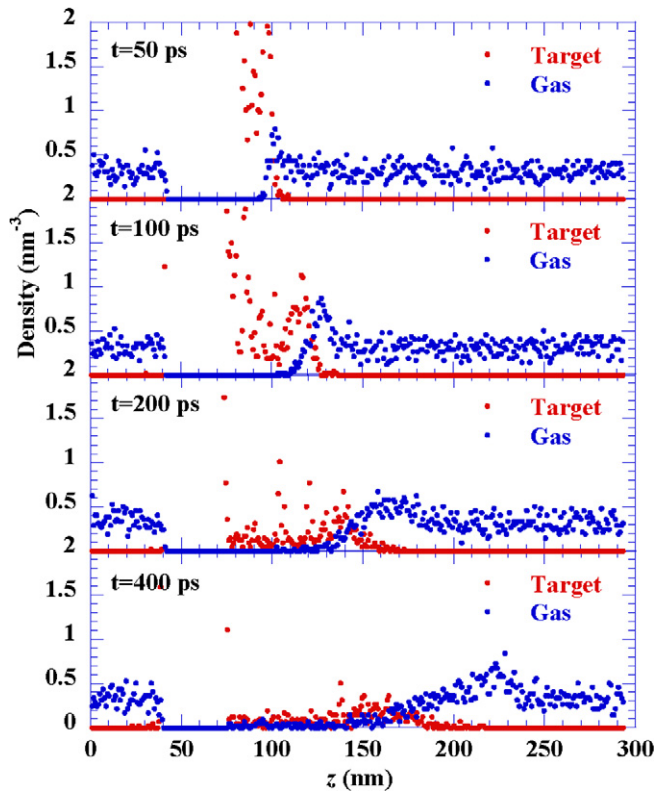 2
t=50 ps
Target
Gas
1.5
1
0.5
2
t=100 ps
Target
Gas
1.5
1
0.5
2
t=200 ps
Target
Gas
1.5
1
0.5
2
t=400 ps
Target
Gas
1.5
1
0.5
0
Density (nm-3)
0 50 100 150 200 250 300
z (nm)